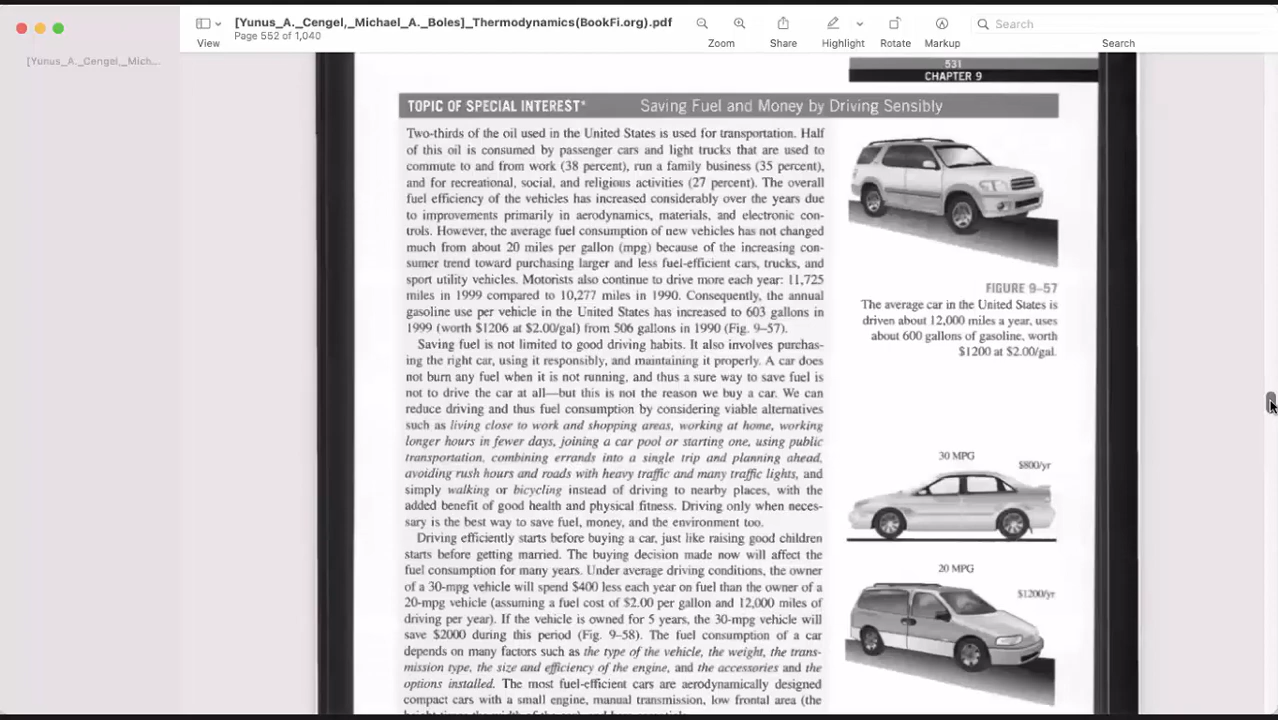 [Yunus_A._Cengel,_Michael_A._Boles]_Thermodynamics(BookFi.org).pdf
Page 552 of 1,040
View
Zoom
Share
Highlight
Rotate
Markup
Search
Search
[Yunus_A._Cengel,_Mich...
531
CHAPTER 9
TOPIC OF SPECIAL INTEREST* Saving Fuel and Money by Driving Sensibly
Two-thirds of the oil used in the United States is used for transportation. Half
of this oil is consumed by passenger cars and light trucks that are used to
commute to and from work (38 percent), run a family business (35 percent),
and for recreational, social, and religious activities (27 percent). The overall
fuel efficiency of the vehicles has increased considerably over the years due
to improvements primarily in aerodynamics, materials, and electronic con-
trols. However, the average fuel consumption of new vehicles has not changed
much from about 20 miles per gallon (mpg) because of the increasing con-
sumer trend toward purchasing larger and less fuel-efficient cars, trucks, and
sport utility vehicles. Motorists also continue to drive more each year: 11,725
miles in 1999 compared to 10,277 miles in 1990. Consequently, the annual
gasoline use per vehicle in the United States has increased to 603 gallons in
1999 (worth $1206 at $2.00/gal) from 506 gallons in 1990 (Fig. 9–57).
Saving fuel is not limited to good driving habits. It also involves purchas-
ing the right car, using it responsibly, and maintaining it properly. A car does
not burn any fuel when it is not running, and thus a sure way to save fuel is
not to drive the car at all—but this is not the reason we buy a car. We can
reduce driving and thus fuel consumption by considering viable alternatives
such as living close to work and shopping areas, working at home, working
longer hours in fewer days, joining a car pool or starting one, using public
transportation, combining errands into a single trip and planning ahead,
avoiding rush hours and roads with heavy traffic and many traffic lights, and
simply walking or bicycling instead of driving to nearby places, with the
added benefit of good health and physical fitness. Driving only when neces-
sary is the best way to save fuel, money, and the environment too.
Driving efficiently starts before buying a car, just like raising good children
starts before getting married. The buying decision made now will affect the
fuel consumption for many years. Under average driving conditions, the owner
of a 30-mpg vehicle will spend $400 less each year on fuel than the owner of a
20-mpg vehicle (assuming a fuel cost of $2.00 per gallon and 12,000 miles of
driving per year). If the vehicle is owned for 5 years, the 30-mpg vehicle will
save $2000 during this period (Fig. 9–58). The fuel consumption of a car
depends on many factors such as the type of the vehicle, the weight, the trans-
mission type, the size and efficiency of the engine, and the accessories and the
options installed. The most fuel-efficient cars are aerodynamically designed
compact cars with a small engine, manual transmission, low frontal area (the
FIGURE 9–57
The average car in the United States is
driven about 12,000 miles a year, uses
about 600 gallons of gasoline, worth
$1200 at $2.00/gal.
30 MPG
$800/yr
20 MPG
$1200/yr